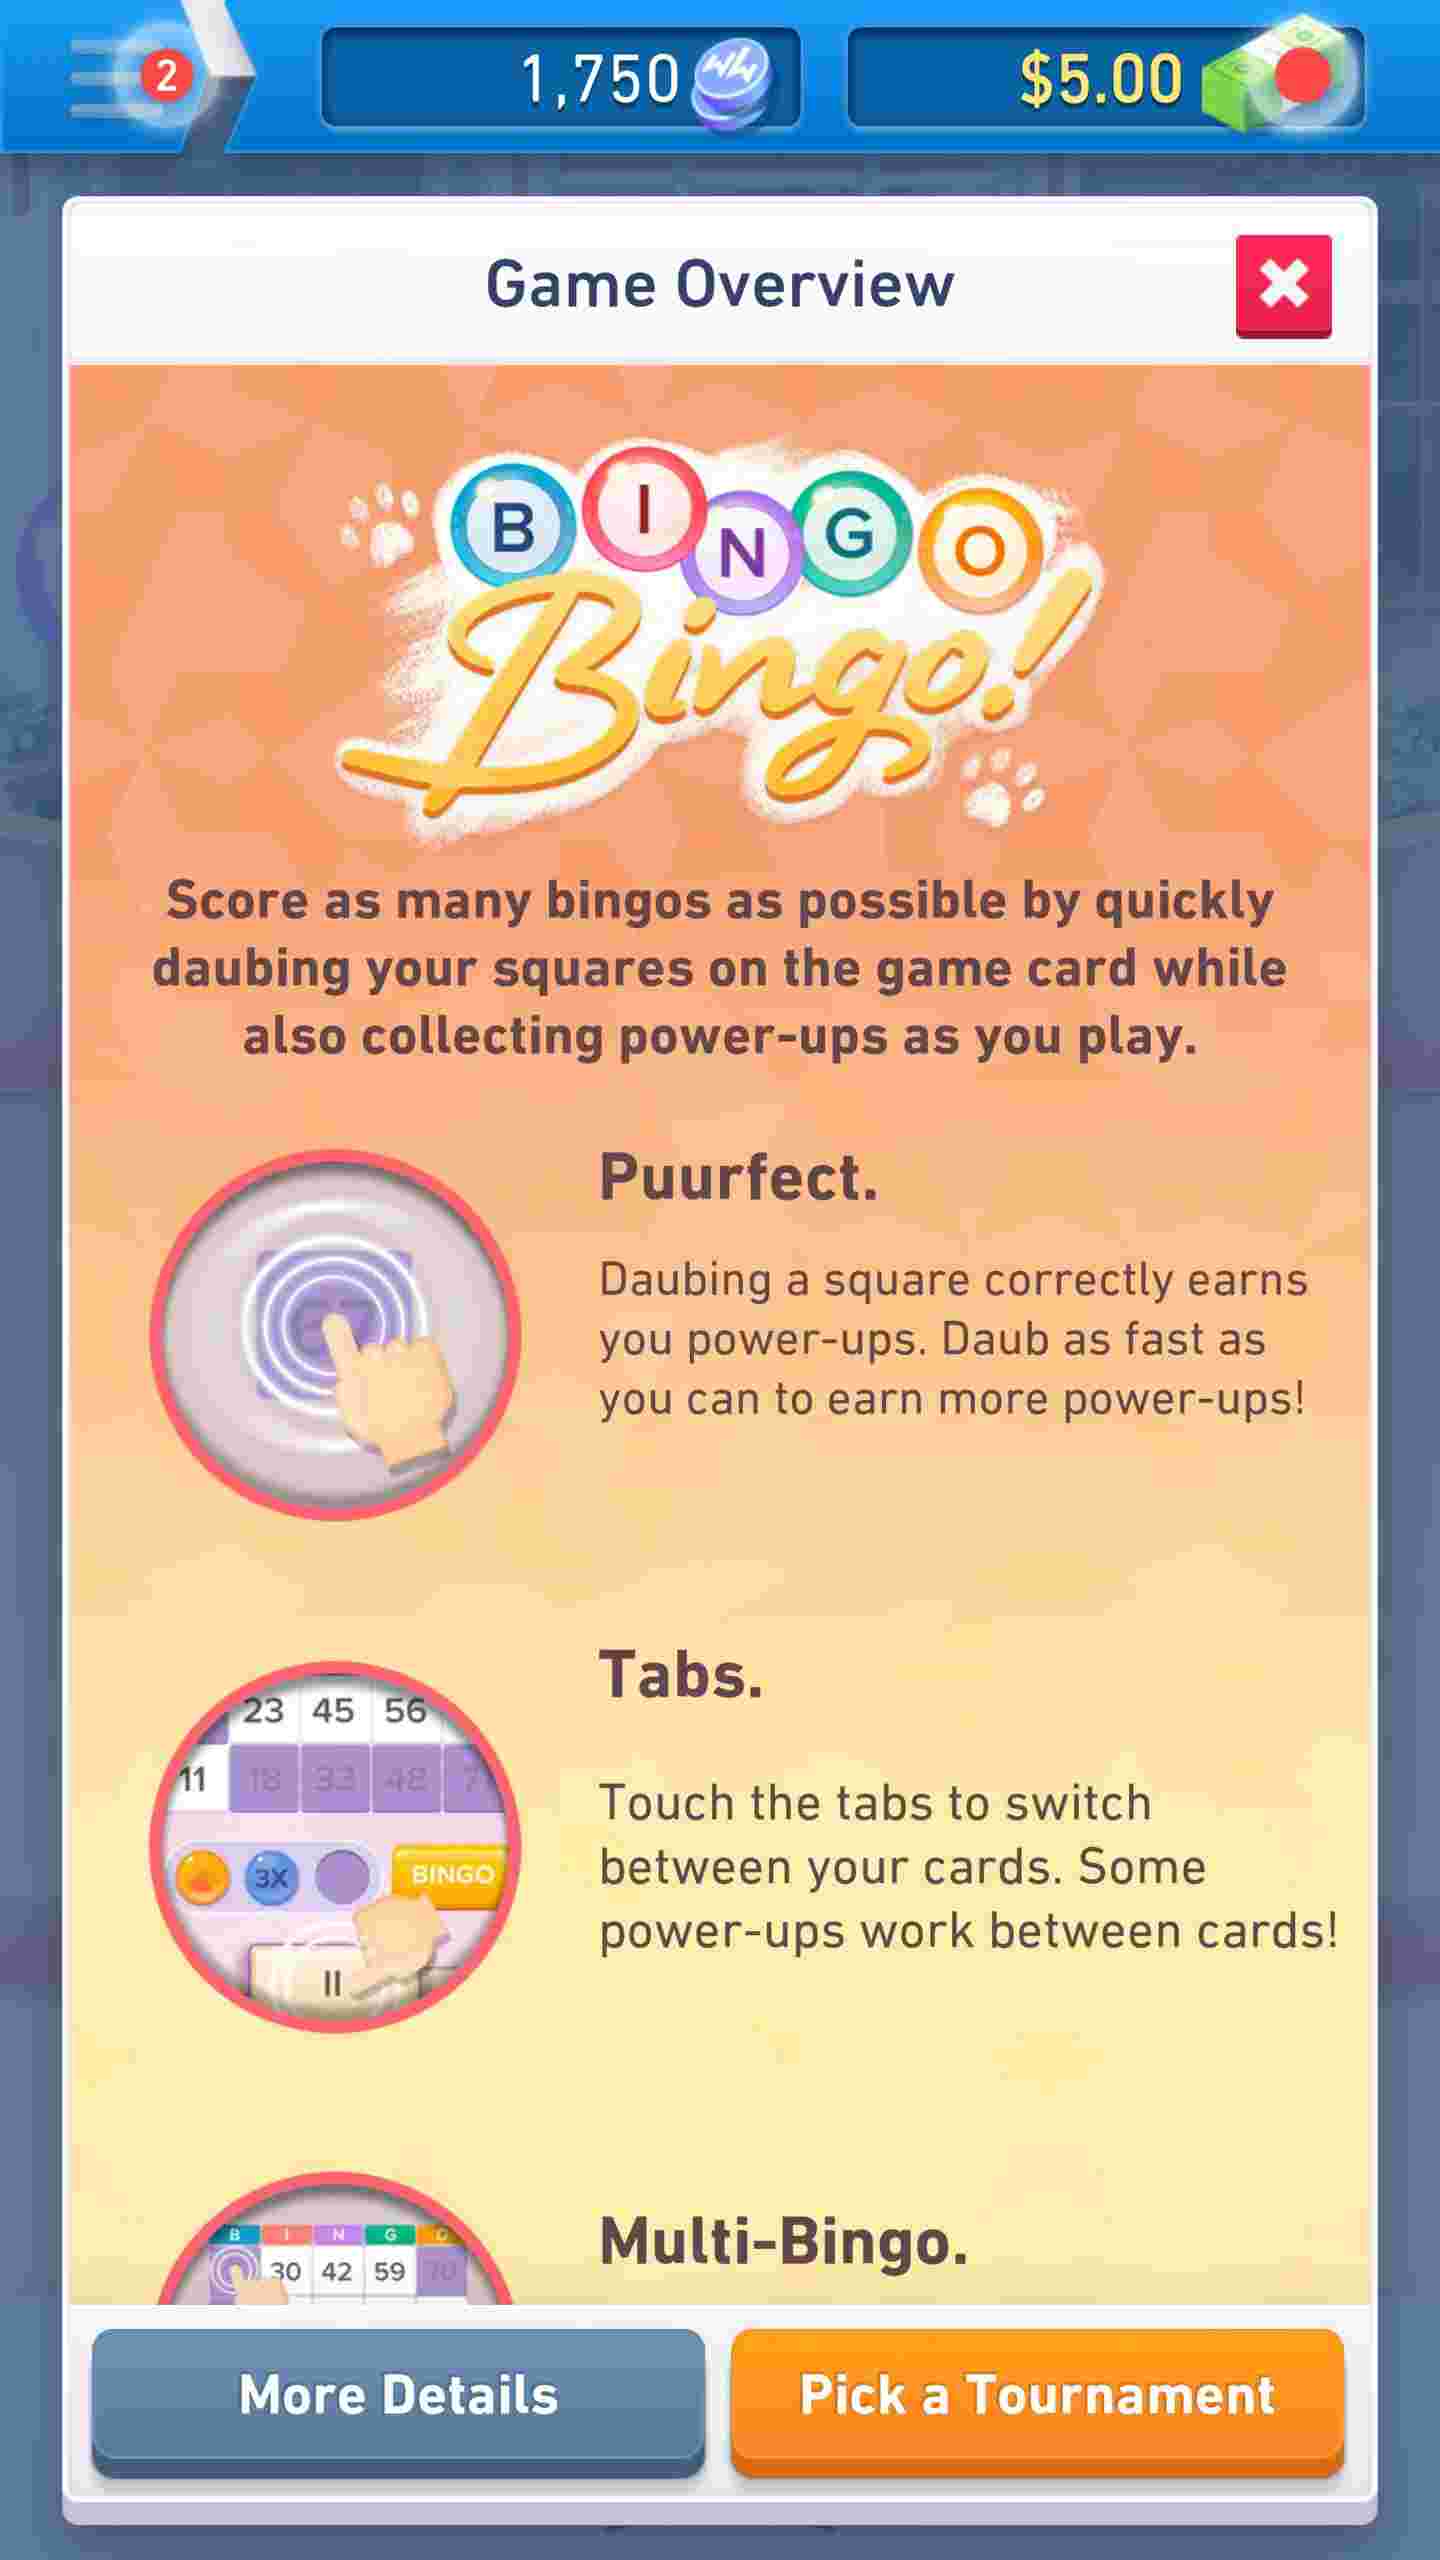 2
1,750
$5.00
Game Overview
B I N G O
Bingo!
Score as many bingos as possible by quickly
daubing your squares on the game card while
also collecting power-ups as you play.
Puurfect.
Daubing a square correctly earns
you power-ups. Daub as fast as
you can to earn more power-ups!
Tabs.
23 45 56
11 18 33 48
3X
BINGO
II
Touch the tabs to switch
between your cards. Some
power-ups work between cards!
Multi-Bingo.
B I N G O
30 42 59 70
More Details
Pick a Tournament